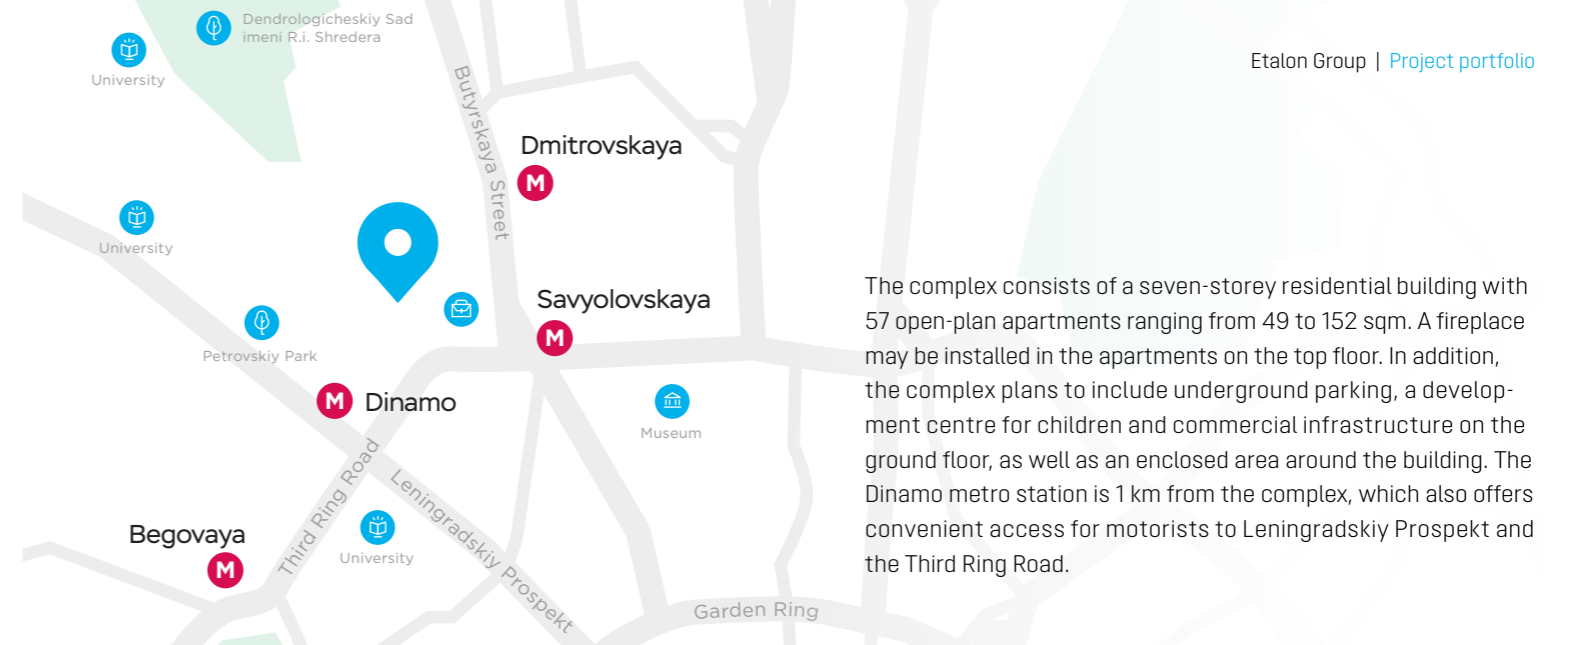 Dendrologicheskiy Sad
imeni R.i. Shredera
University
Etalon Group | Project portfolio
Butyrskaya Street
Dmitrovskaya
M
University
Savyolovskaya
M
Petrovskiy Park
M Dinamo
Museum
Third Ring Road
Leningradskiy Prospekt
Begovaya
M
University
Garden Ring
The complex consists of a seven-storey residential building with
57 open-plan apartments ranging from 49 to 152 sqm. A fireplace
may be installed in the apartments on the top floor. In addition,
the complex plans to include underground parking, a develop-
ment centre for children and commercial infrastructure on the
ground floor, as well as an enclosed area around the building. The
Dinamo metro station is 1 km from the complex, which also offers
convenient access for motorists to Leningradskiy Prospekt and
the Third Ring Road.